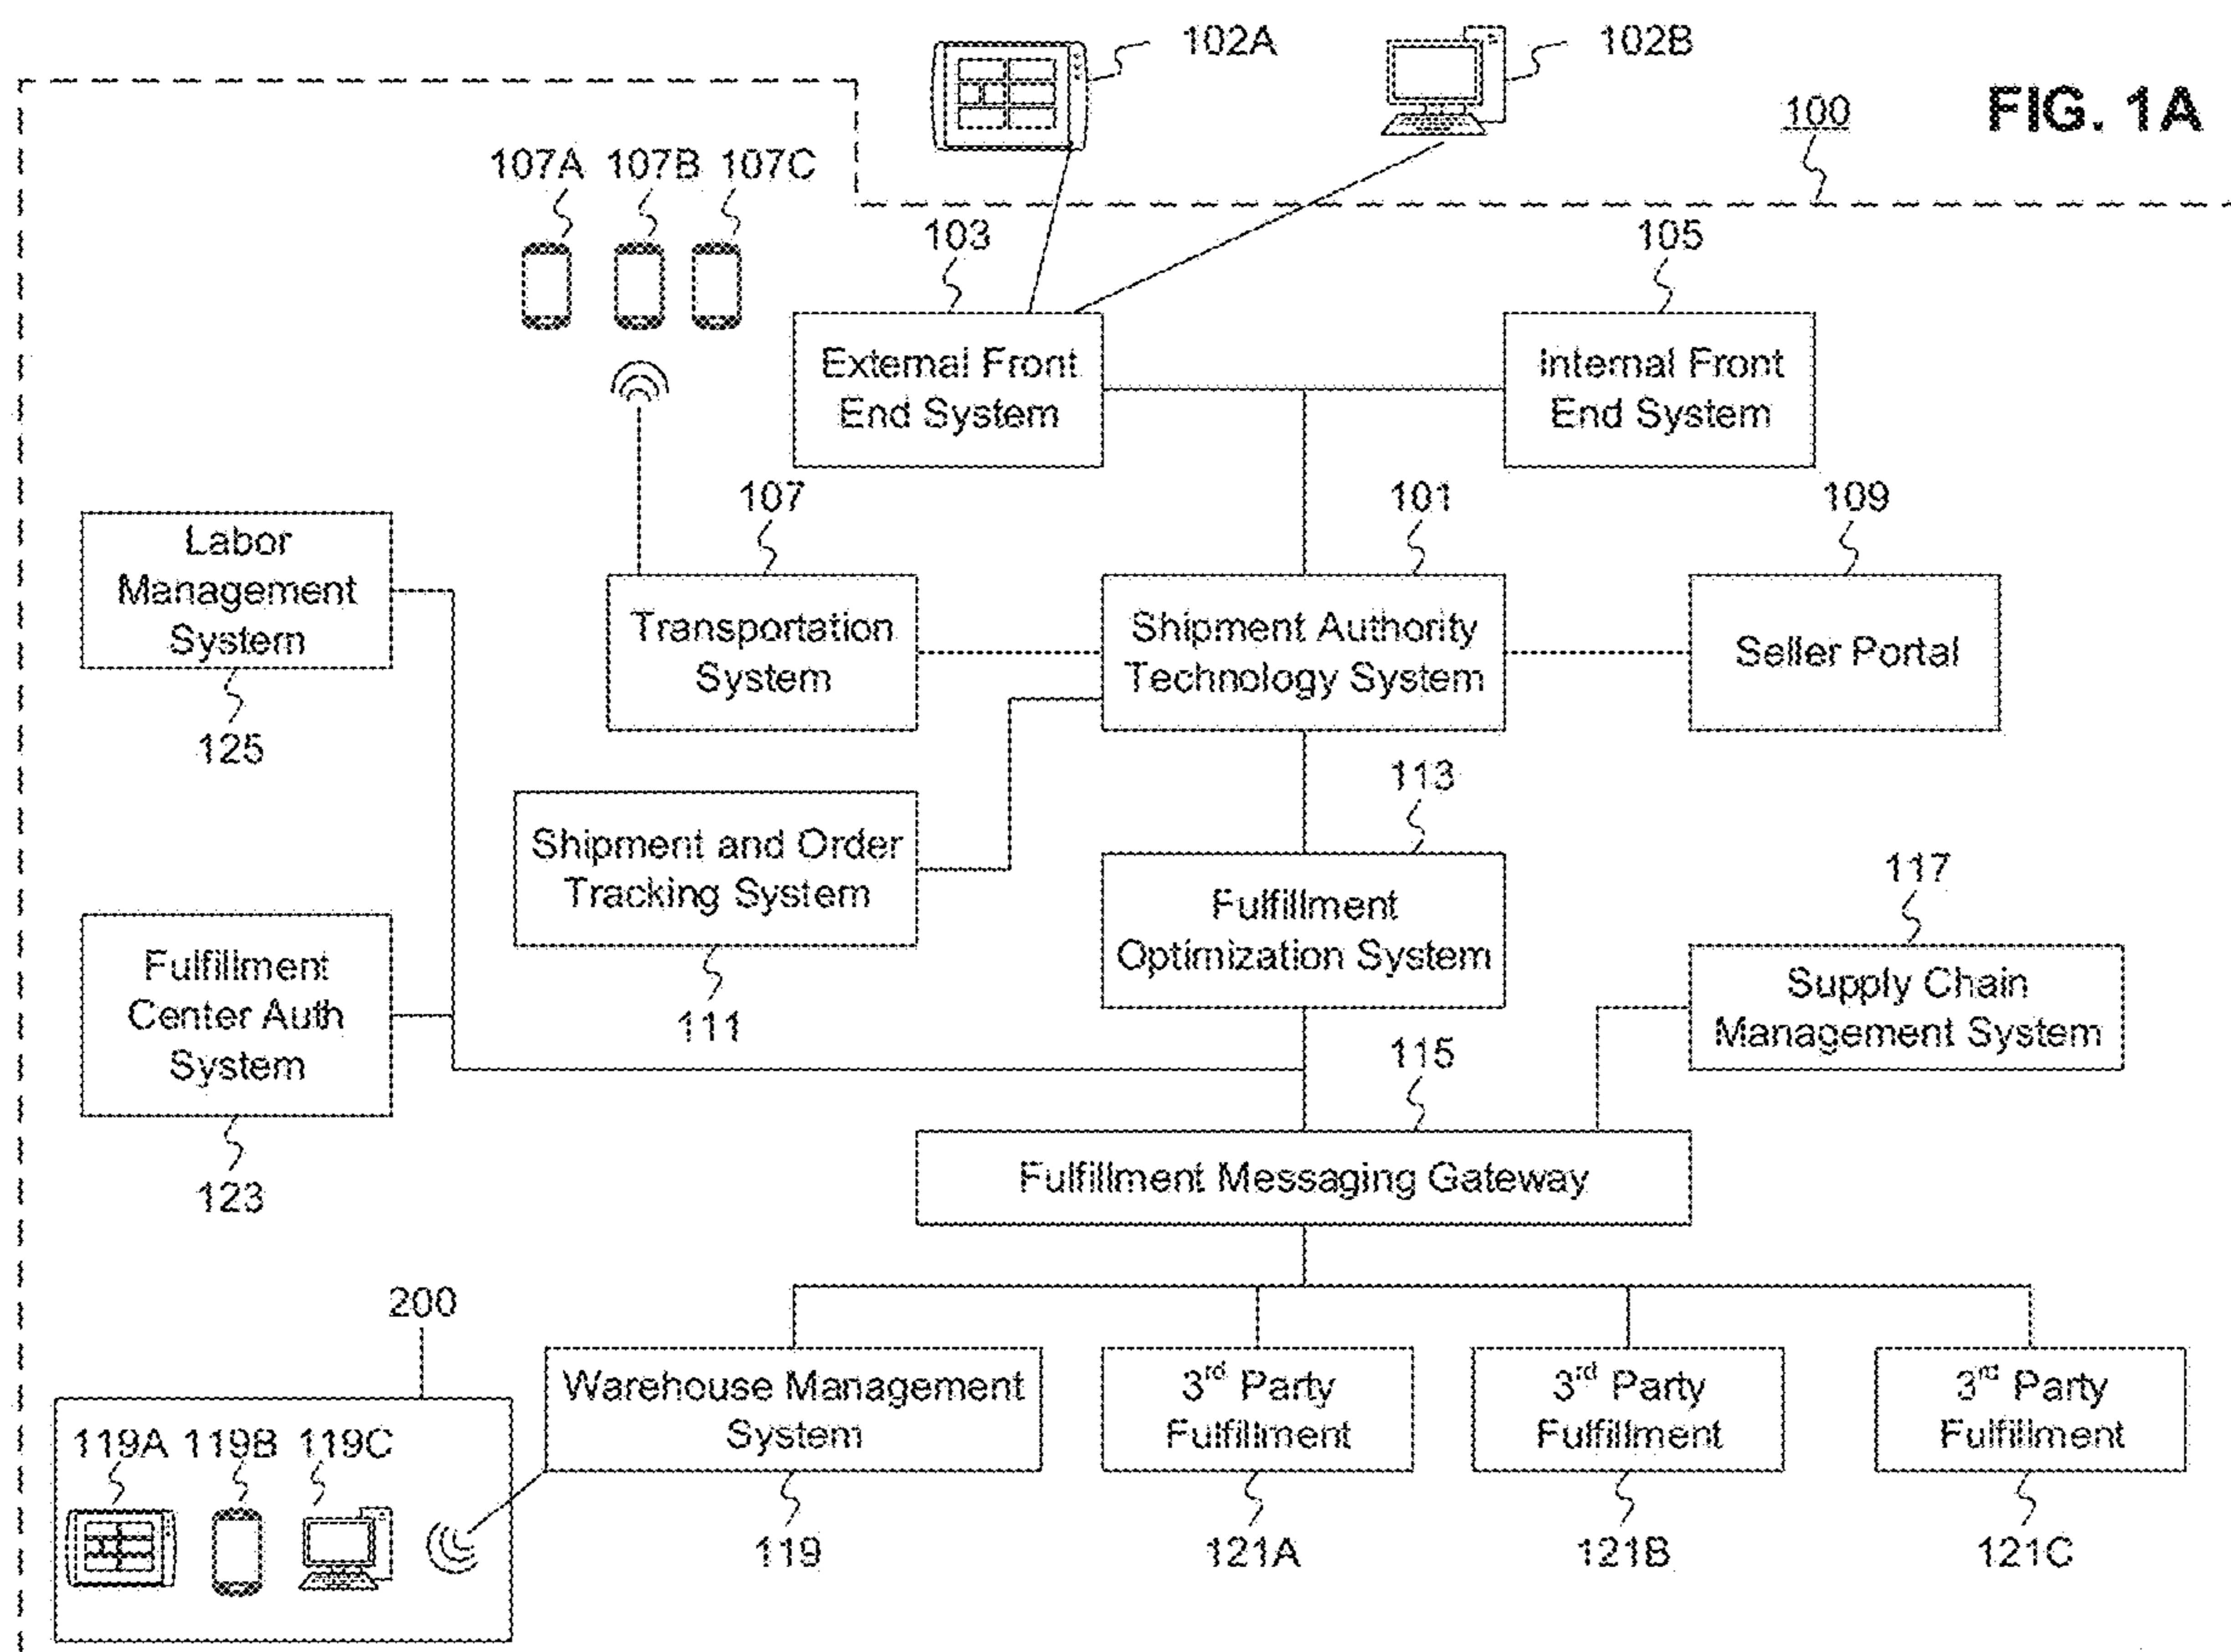 102A
102B
FIG. 1A
100
107A 107B 107C
103
105
External Front
End System
Internal Front
End System
107
101
109
Labor
Management
System
125
Transportation
System
Shipment Authority
Technology System
Seller Portal
113
Shipment and Order
Tracking System
111
Fulfillment
Optimization System
117
Supply Chain
Management System
Fulfillment
Center Auth
System
123
115
Fulfillment Messaging Gateway
200
119A 119B 119C
Warehouse Management
System
119
3rd Party
Fulfillment
121A
3rd Party
Fulfillment
121B
3rd Party
Fulfillment
121C